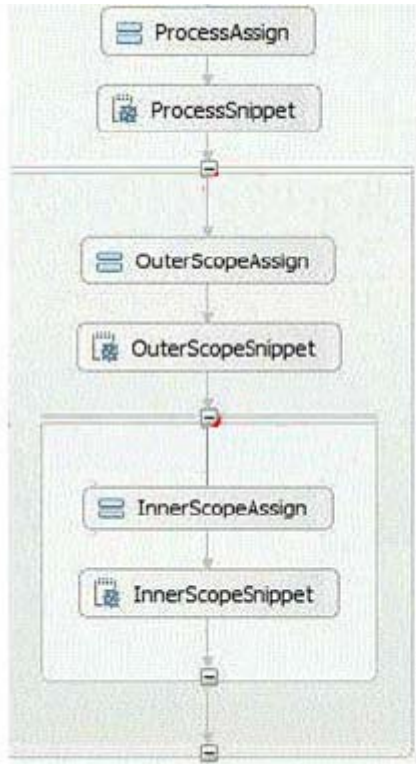 ProcessAssign
ProcessSnippet
OuterScopeAssign
OuterScopeSnippet
InnerScopeAssign
InnerScopeSnippet